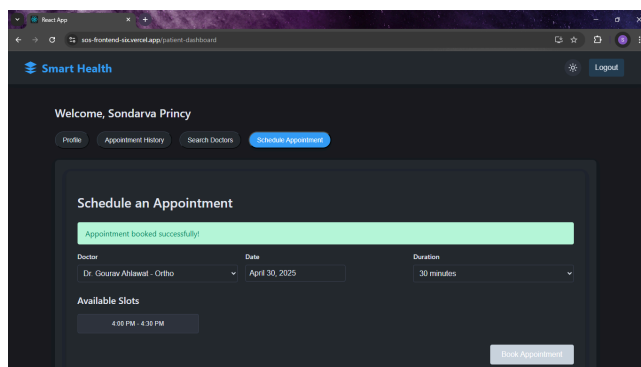 React App
sos-frontend-six.vercel.app/patient-dashboard
S
Smart Health
Logout
Welcome, Sondarva Princy
Profile
Appointment History
Search Doctors
Schedule Appointment
Schedule an Appointment
Appointment booked successfully!
Doctor
Date
Duration
Dr. Gourav Ahlawat - Ortho
April 30, 2025
30 minutes
Available Slots
4:00 PM - 4:30 PM
Book Appointment